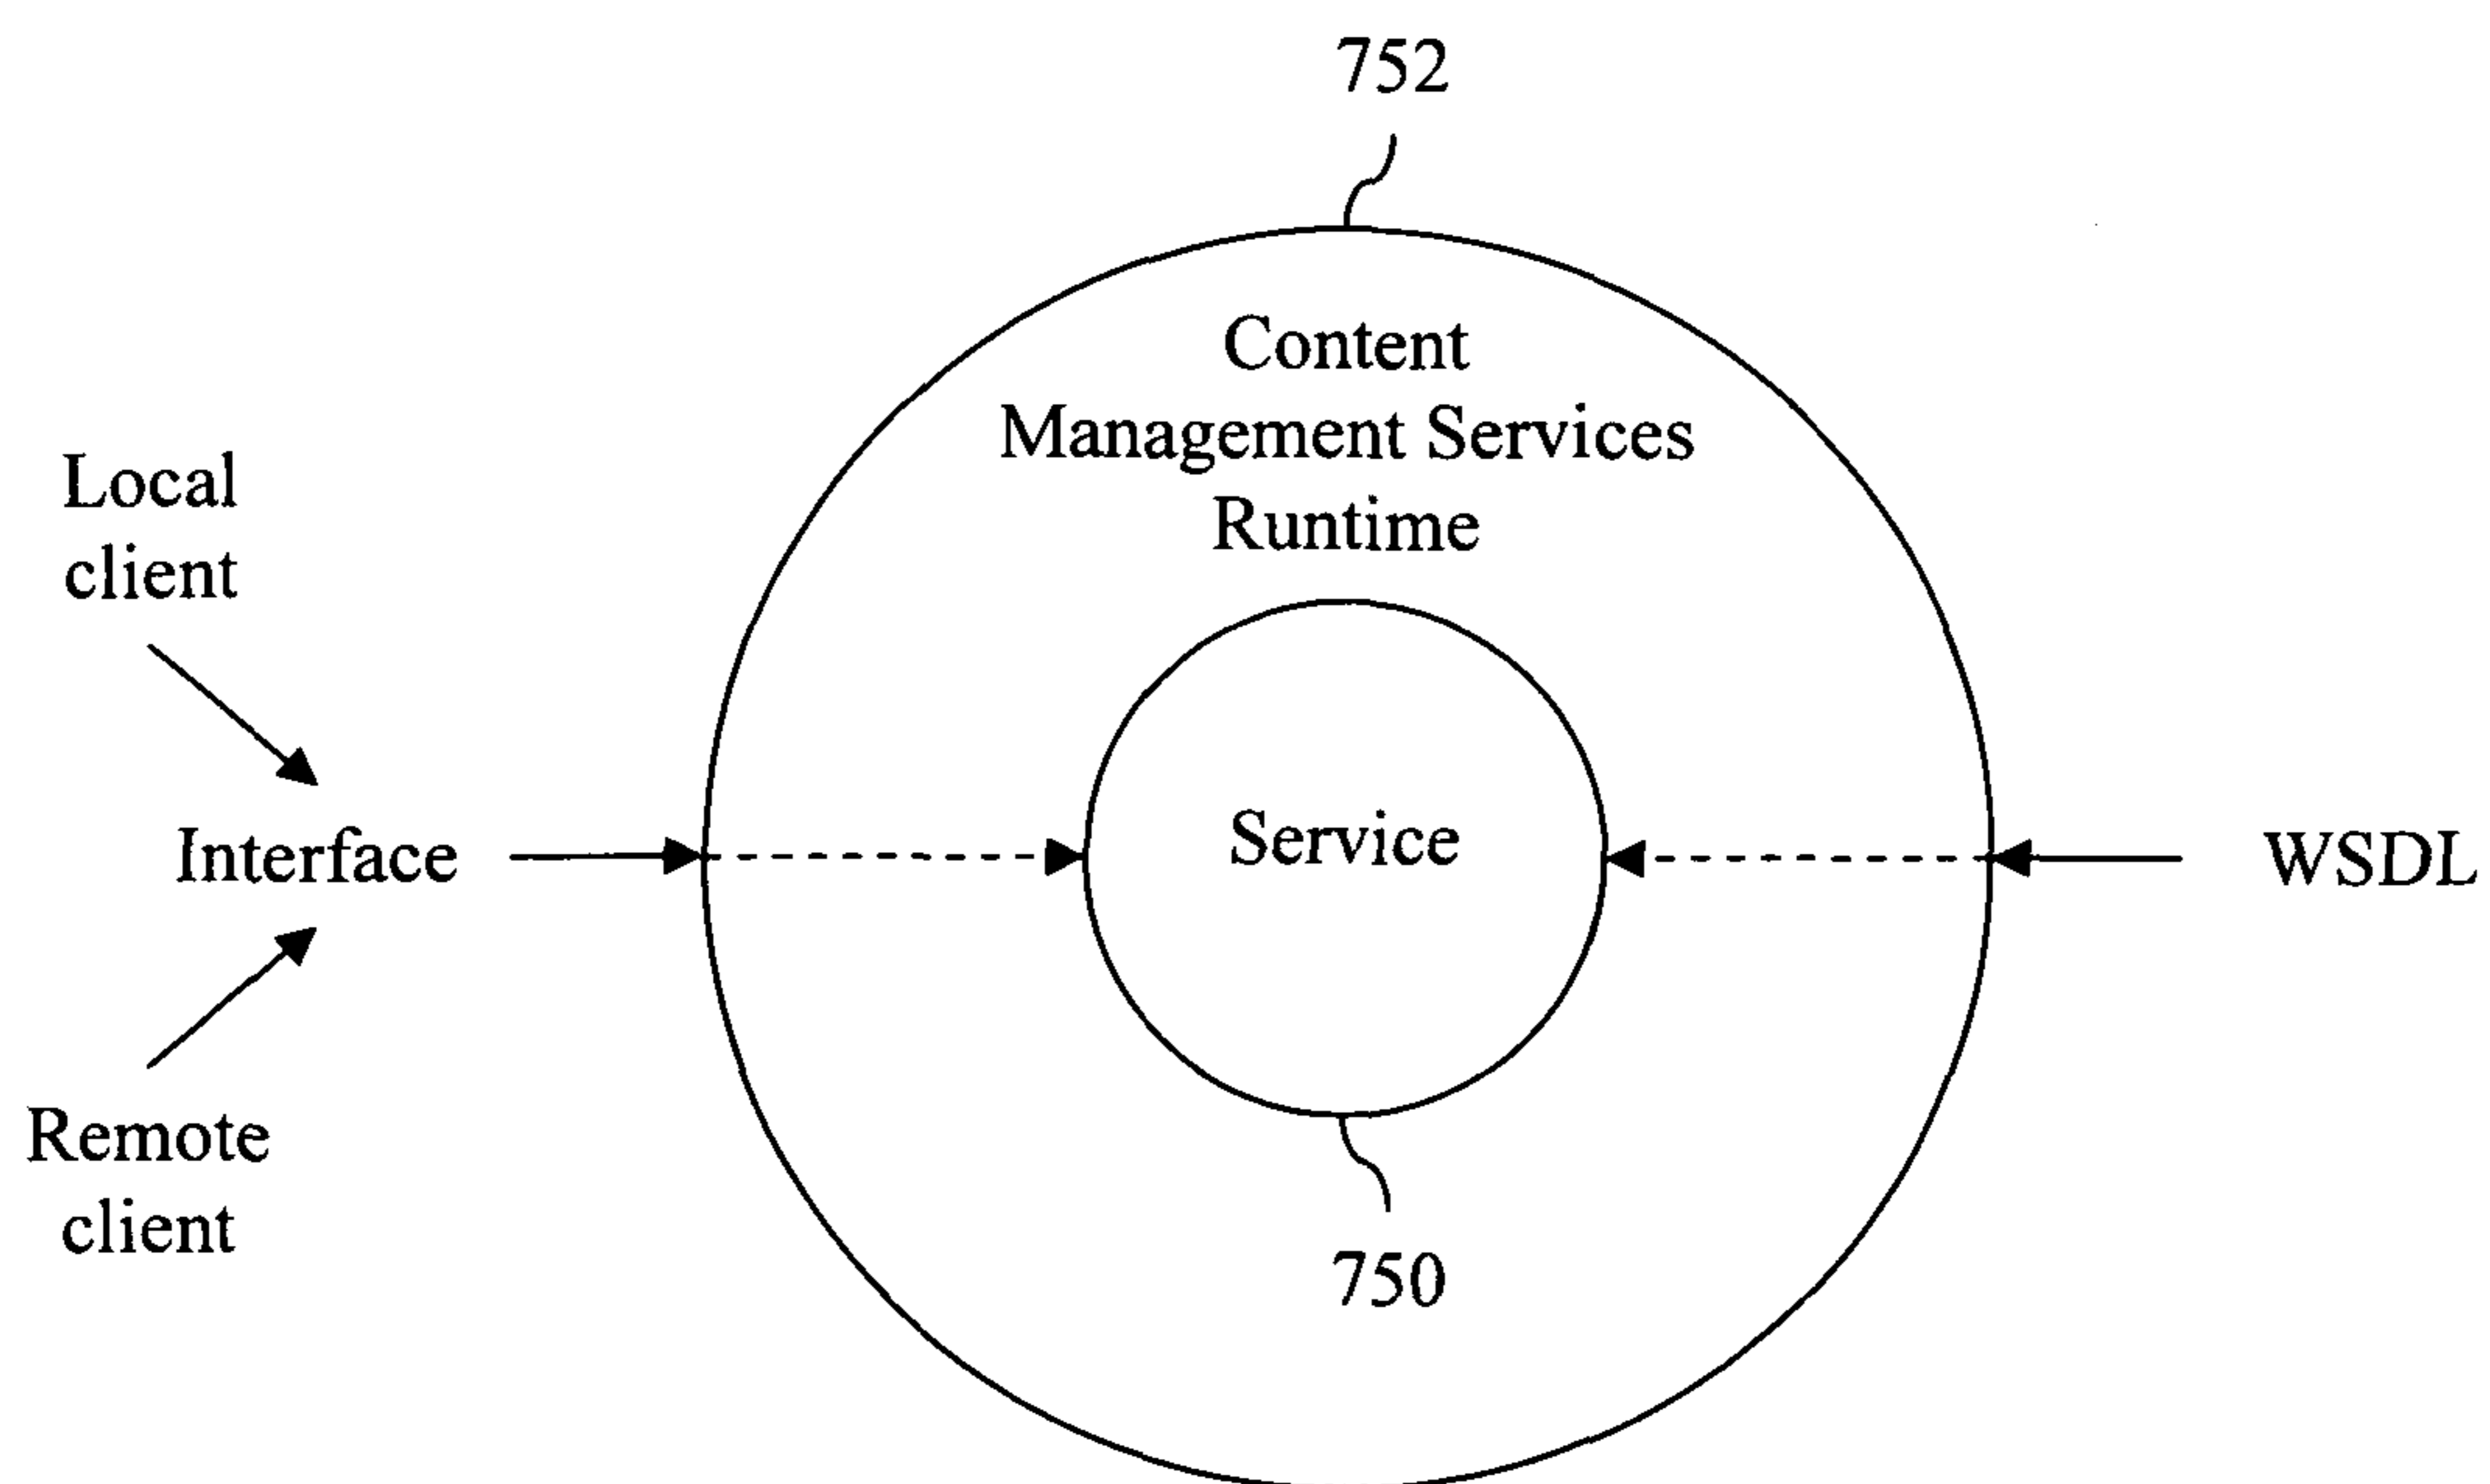 752
Content
Management Services
Runtime
Local
client
Service
Interface
WSDL
Remote
client
750